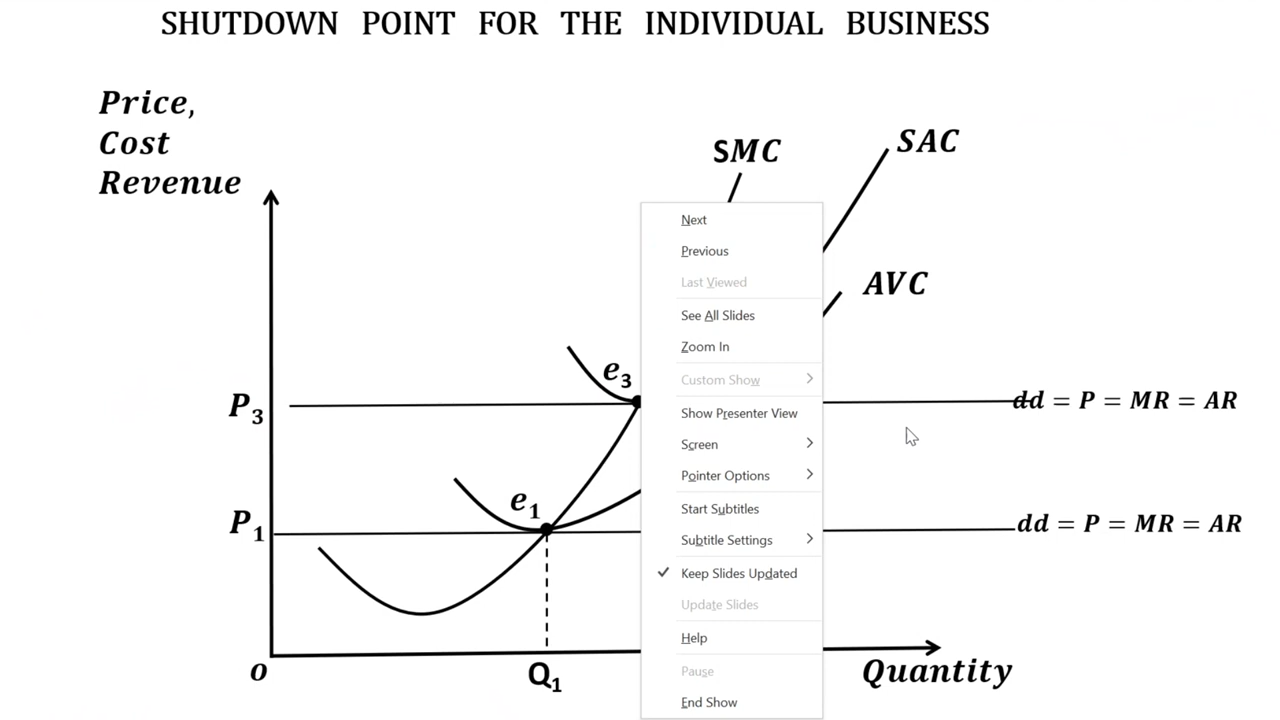 SHUTDOWN POINT FOR THE INDIVIDUAL BUSINESS
Price,
Cost
Revenue
SMC
SAC
AVC
Next
Previous
Last Viewed
See All Slides
Zoom In
Custom Show
Show Presenter View
Screen
Pointer Options
Start Subtitles
Subtitle Settings
Keep Slides Updated
Update Slides
Help
Pause
End Show
e3
P3
dd = P = MR = AR
e1
P1
dd = P = MR = AR
o
Q1
Quantity